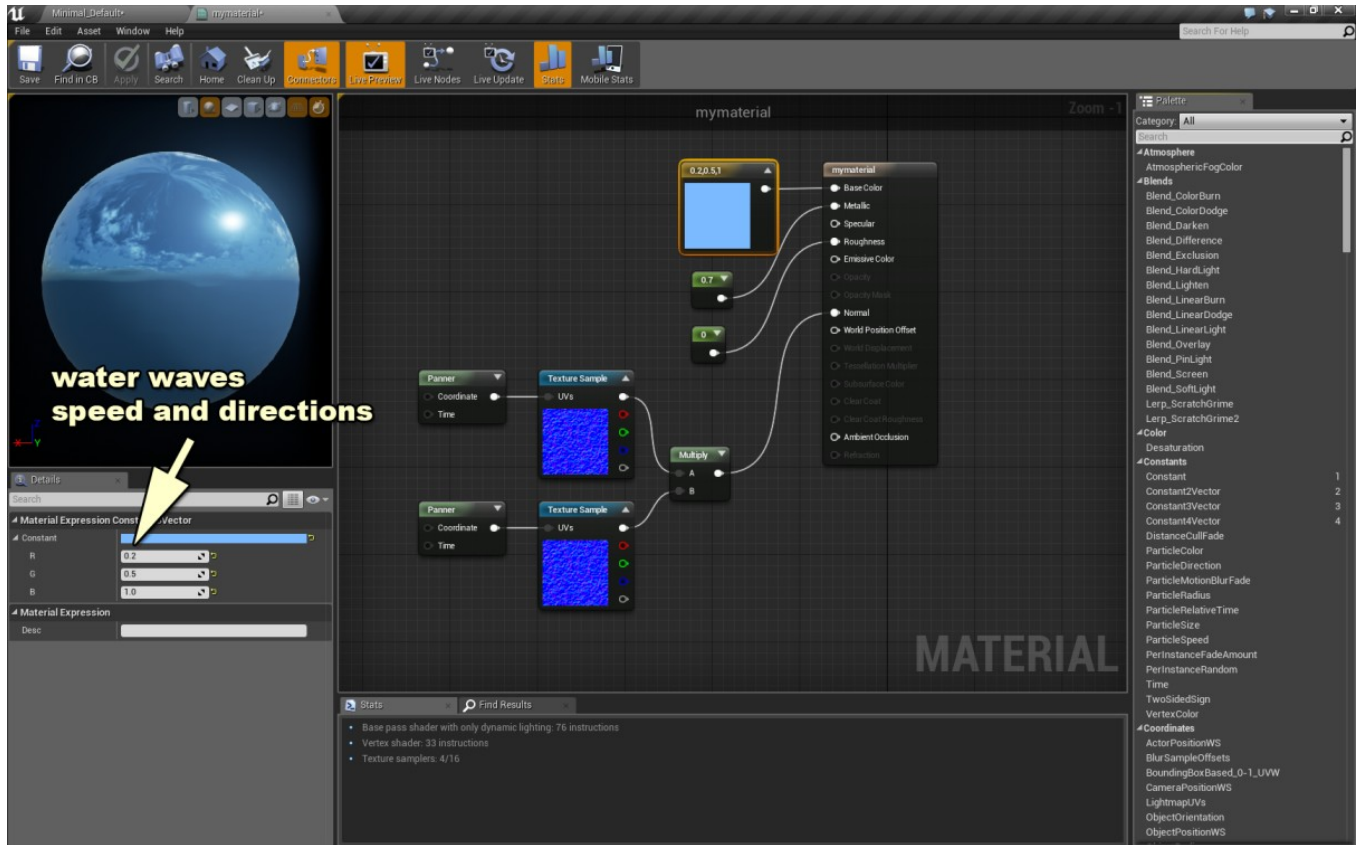 Minimal_Default*
mymaterial*
File Edit Asset Window Help
Search For Help
Save Find in CB Apply Search Home Clean Up Connectors Live Preview Live Nodes Live Update Stats Mobile Stats
mymaterial
Zoom -1
0.2,0.5,1
mymaterial
Base Color
Metallic
Specular
Roughness
Emissive Color
Opacity
Opacity Mask
Normal
World Position Offset
World Displacement
Tessellation Multiplier
Subsurface Color
Clear Coat
Clear Coat Roughness
Ambient Occlusion
Refraction
0.7
0
Panner
Coordinate
Time
Texture Sample
UVs
Multiply
A
B
Panner
Coordinate
Time
Texture Sample
UVs
MATERIAL
water waves
speed and directions
Z
X Y
Details
Search
Material Expression
Constant
R 0.2
G 0.5
B 1.0
Material Expression
Desc
Stats
Find Results
Base pass shader with only dynamic lighting: 76 instructions
Vertex shader: 33 instructions
Texture samplers: 4/16
Palette
Category: All
Search
Atmosphere
AtmosphericFogColor
Blends
Blend_ColorBurn
Blend_ColorDodge
Blend_Darken
Blend_Difference
Blend_Exclusion
Blend_HardLight
Blend_Lighten
Blend_LinearBurn
Blend_LinearDodge
Blend_LinearLight
Blend_Overlay
Blend_PinLight
Blend_Screen
Blend_SoftLight
Lerp_ScratchGrime
Lerp_ScratchGrime2
Color
Desaturation
Constants
Constant 1
Constant2Vector 2
Constant3Vector 3
Constant4Vector 4
DistanceCullFade
ParticleColor
ParticleDirection
ParticleMotionBlurFade
ParticleRadius
ParticleRelativeTime
ParticleSize
ParticleSpeed
PerInstanceFadeAmount
PerInstanceRandom
Time
TwoSidedSign
VertexColor
Coordinates
ActorPositionWS
BlurSampleOffsets
BoundingBoxBased_0-1_UVW
CameraPositionWS
LightmapUVs
ObjectOrientation
ObjectPositionWS